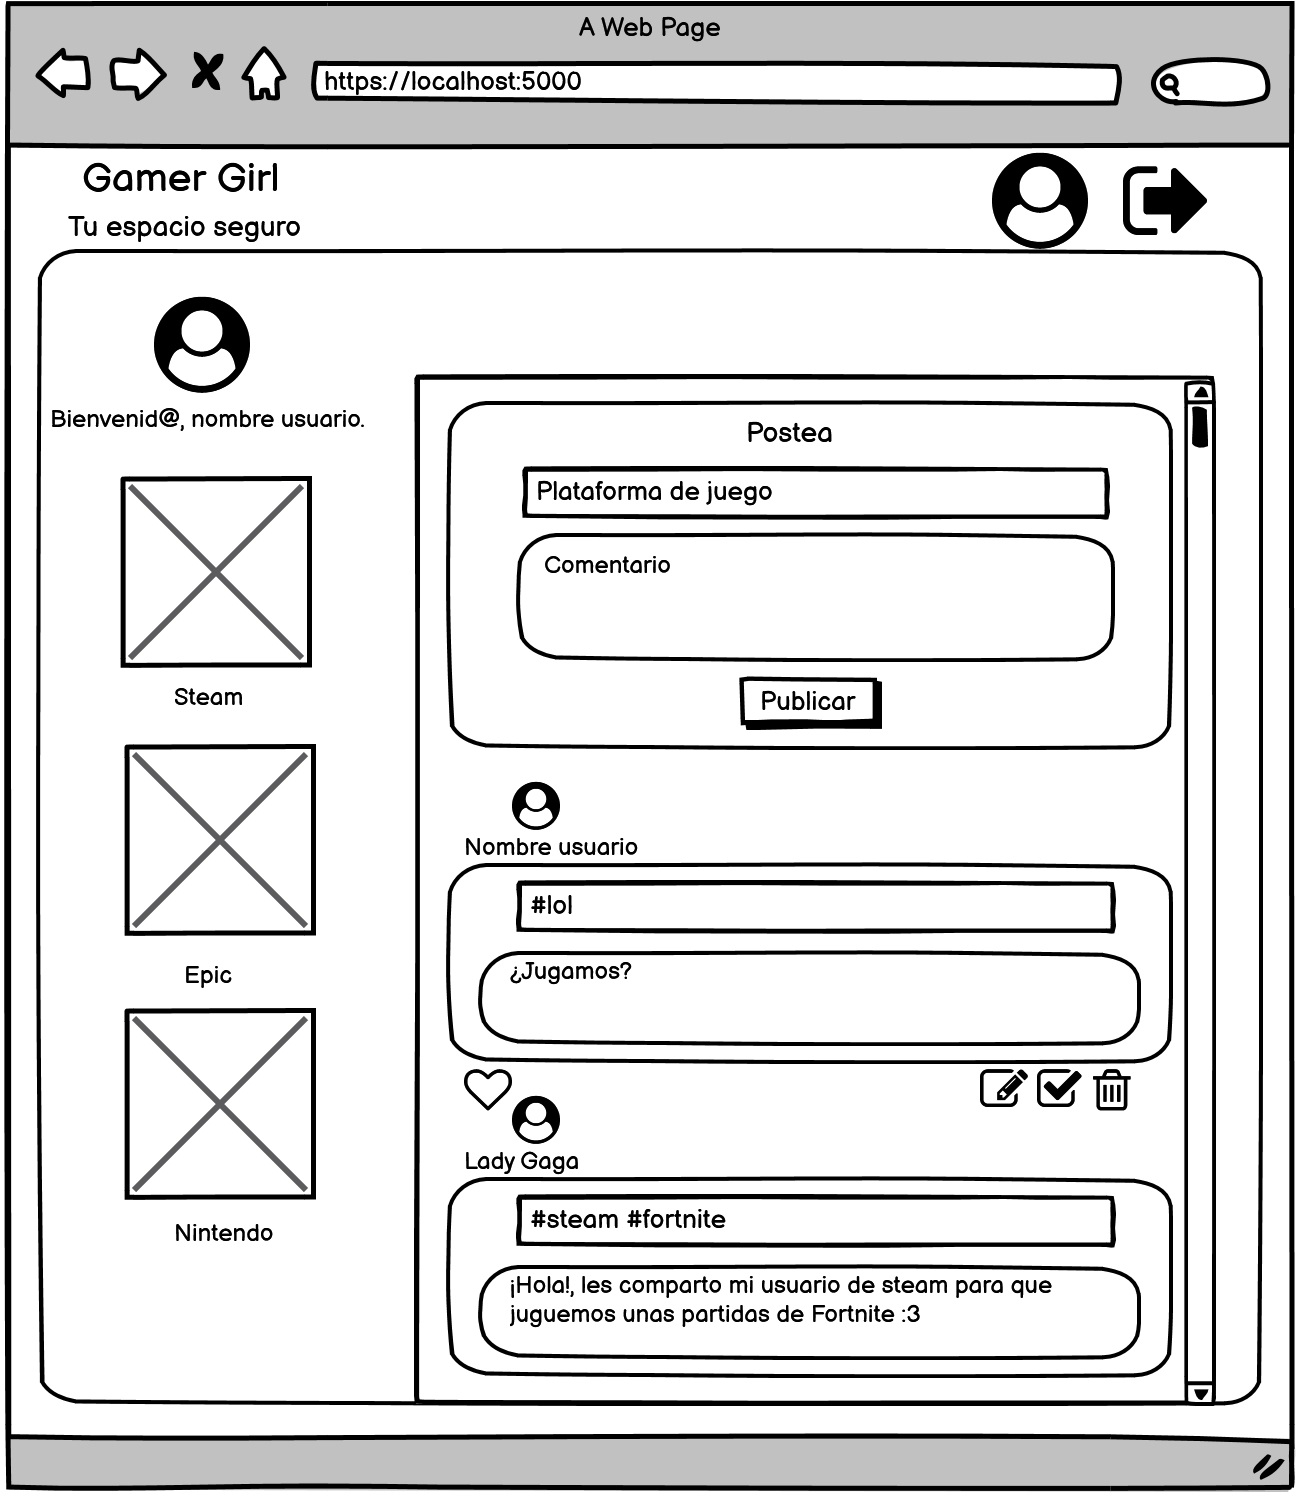 A Web Page
https://localhost:5000
Gamer Girl
Tu espacio seguro
Bienvenid@, nombre usuario.
Steam
Epic
Nintendo
Postea
Plataforma de juego
Comentario
Publicar
Nombre usuario
#lol
¿Jugamos?
Lady Gaga
#steam #fortnite
¡Hola!, les comparto mi usuario de steam para que
juguemos unas partidas de Fortnite :3